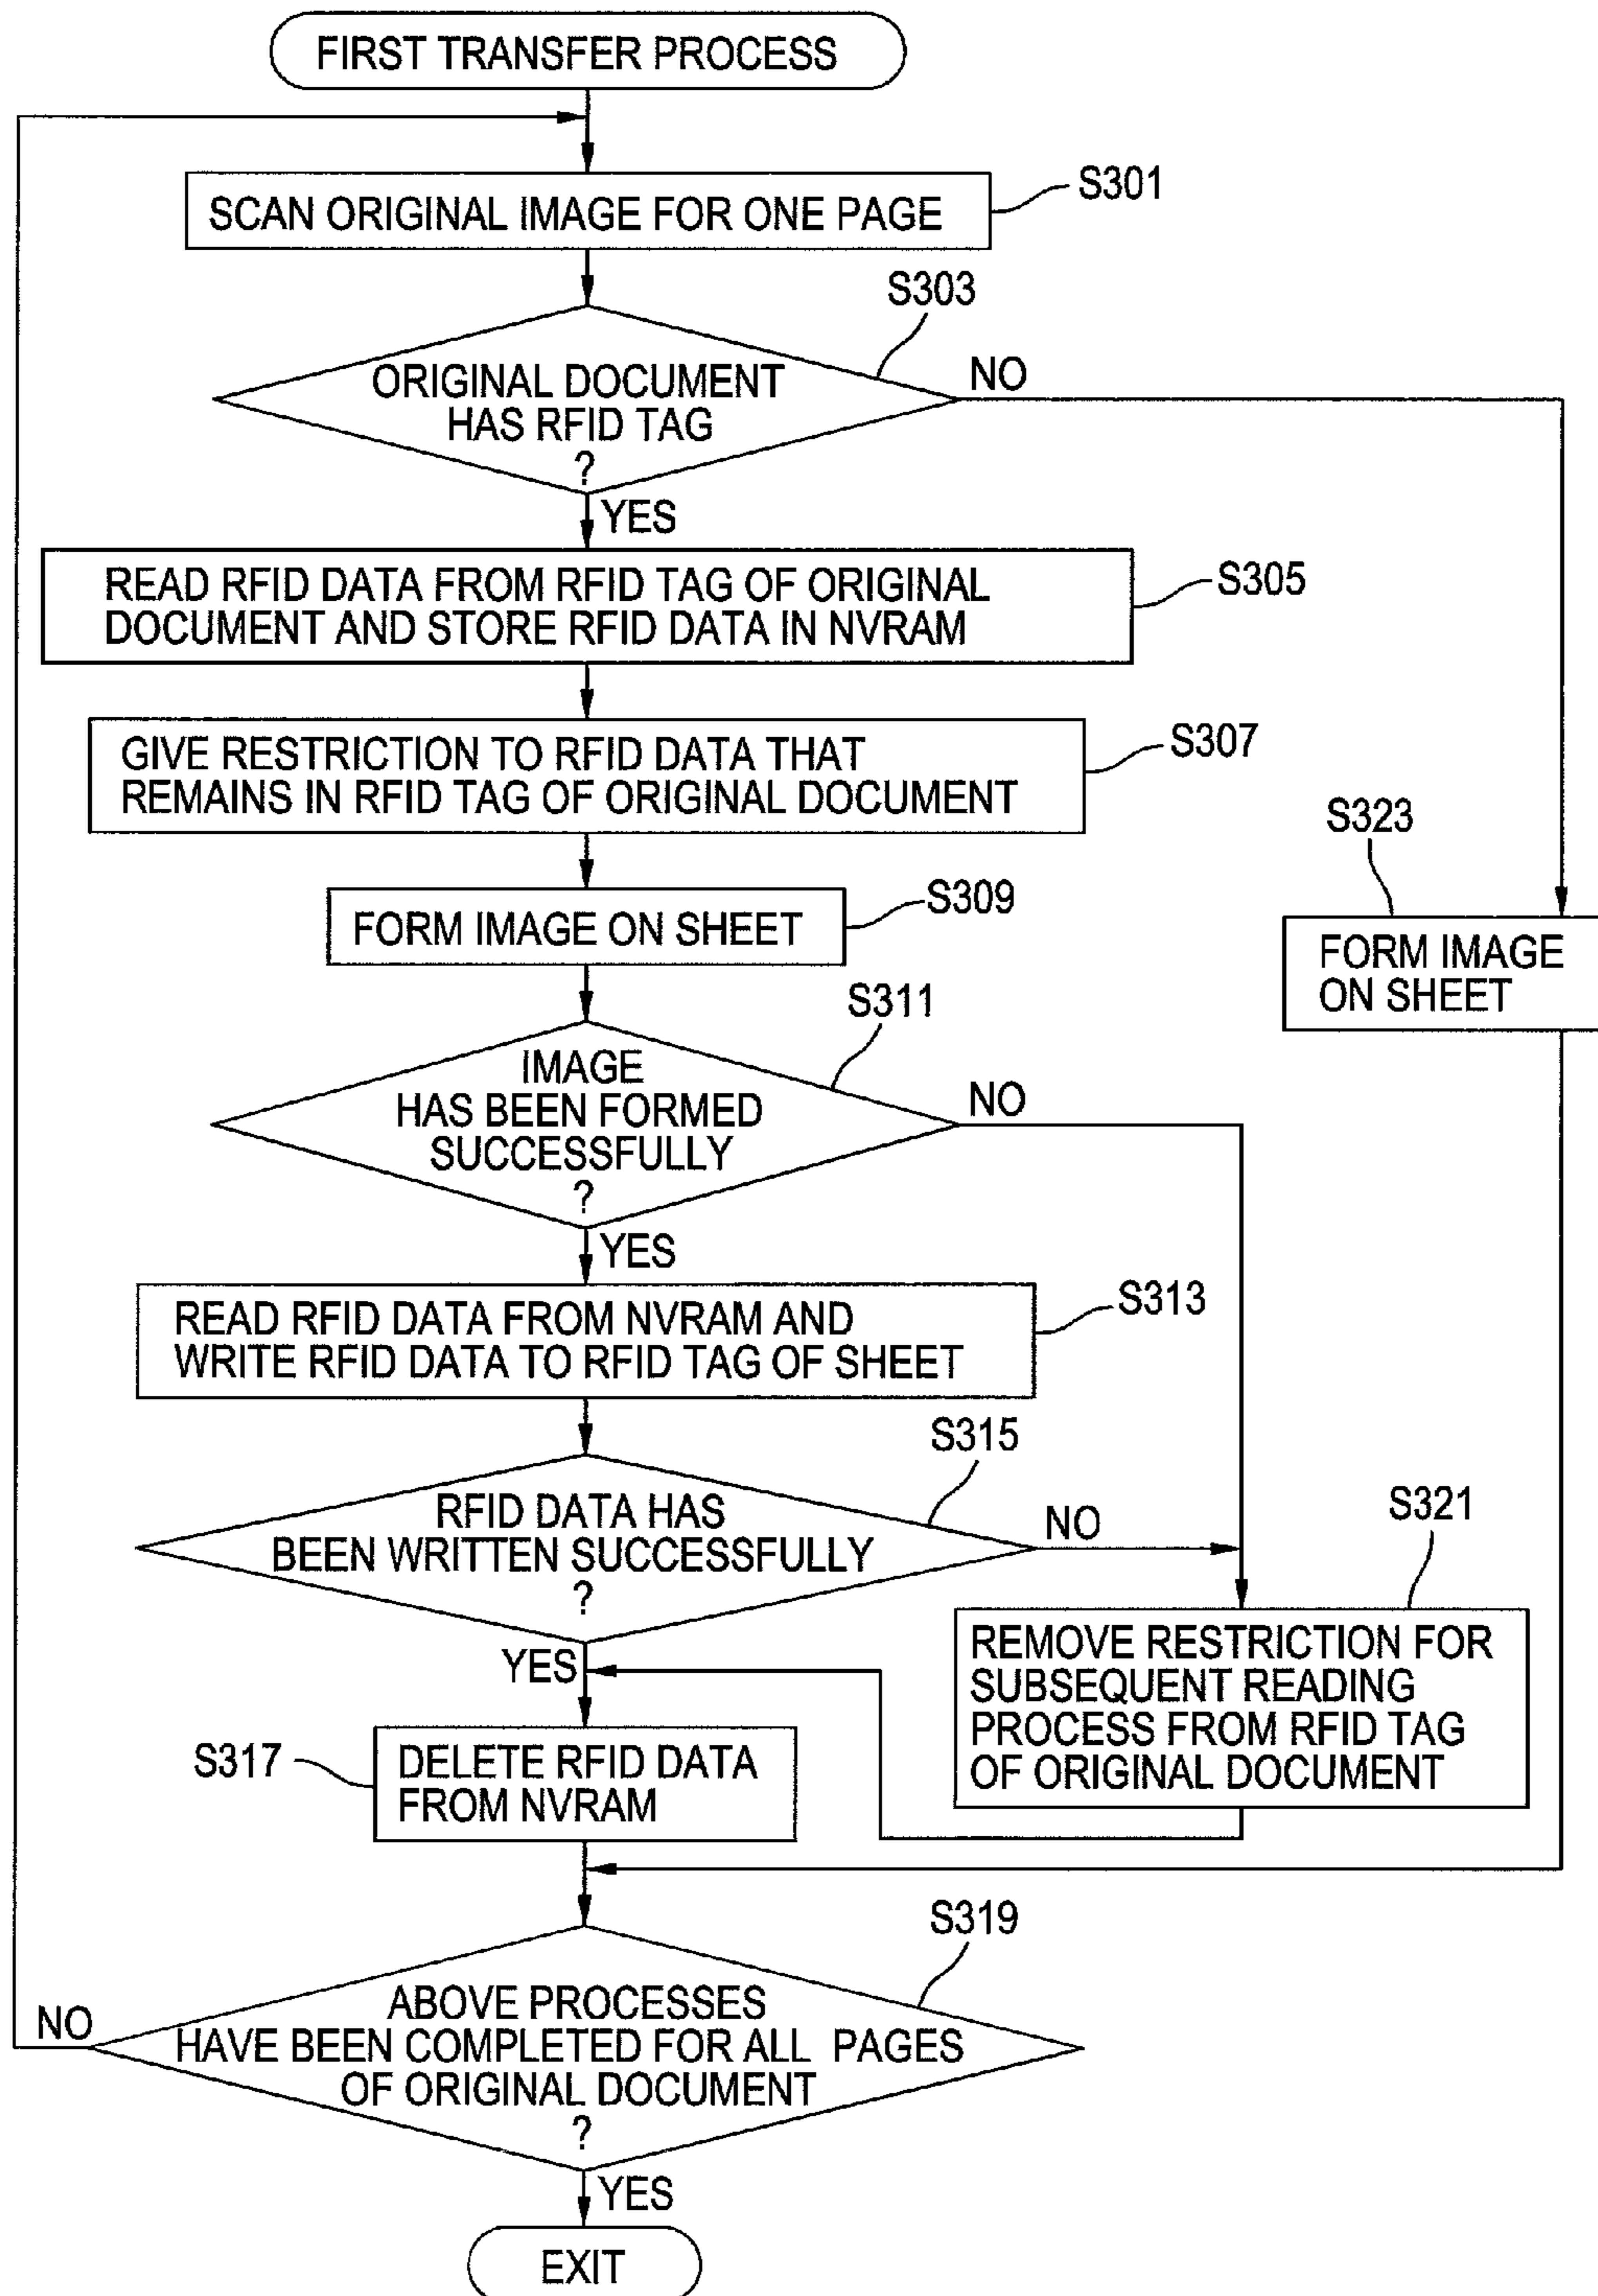 FIRST TRANSFER PROCESS
SCAN ORIGINAL IMAGE FOR ONE PAGE
S301
S303
ORIGINAL DOCUMENT
HAS RFID TAG
?
NO
YES
READ RFID DATA FROM RFID TAG OF ORIGINAL
DOCUMENT AND STORE RFID DATA IN NVRAM
S305
GIVE RESTRICTION TO RFID DATA THAT
REMAINS IN RFID TAG OF ORIGINAL DOCUMENT
S307
S323
FORM IMAGE
ON SHEET
FORM IMAGE ON SHEET
S309
S311
IMAGE
HAS BEEN FORMED
SUCCESSFULLY
?
NO
YES
READ RFID DATA FROM NVRAM AND
WRITE RFID DATA TO RFID TAG OF SHEET
S313
S315
RFID DATA HAS
BEEN WRITTEN SUCCESSFULLY
?
NO
YES
S321
REMOVE RESTRICTION FOR
SUBSEQUENT READING
PROCESS FROM RFID TAG
OF ORIGINAL DOCUMENT
S317
DELETE RFID DATA
FROM NVRAM
S319
ABOVE PROCESSES
HAVE BEEN COMPLETED FOR ALL PAGES
OF ORIGINAL DOCUMENT
?
NO
YES
EXIT